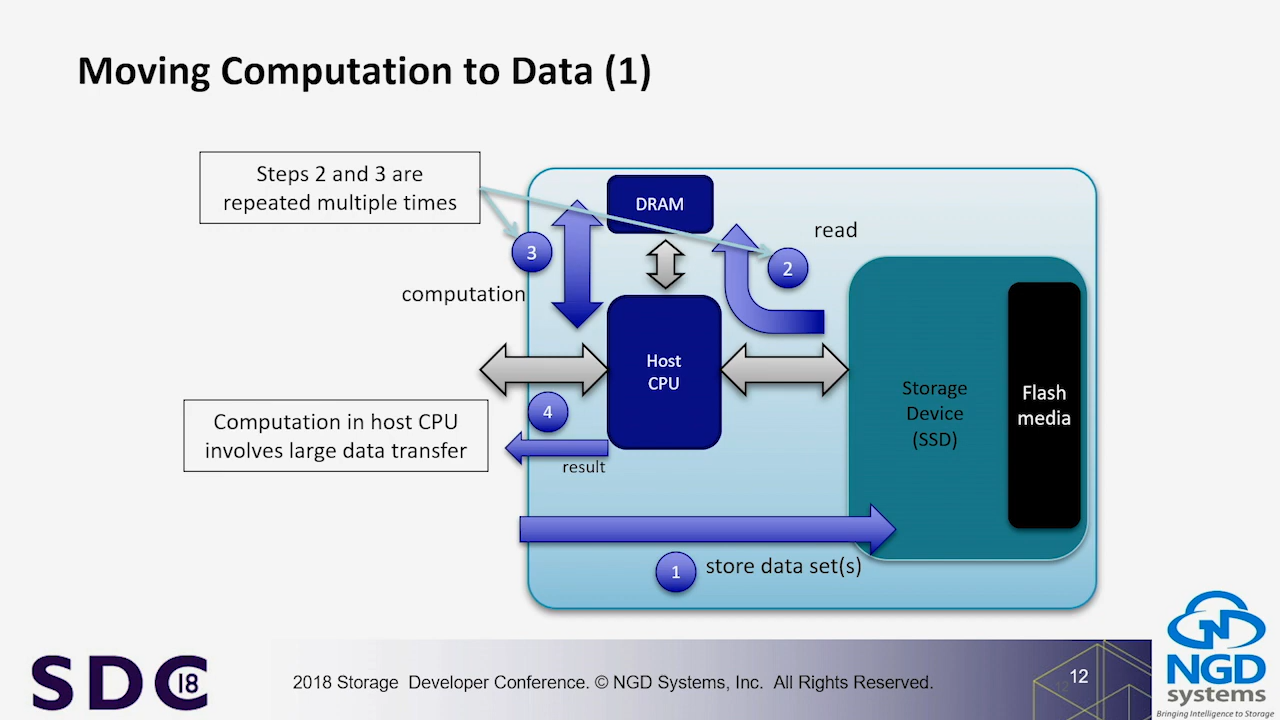 Moving Computation to Data (1)
Steps 2 and 3 are
repeated multiple times
DRAM
read
3
2
computation
Host
CPU
Storage
Device
(SSD)
Flash
media
4
Computation in host CPU
involves large data transfer
result
1
store data set(s)
SDC 18
2018 Storage Developer Conference. © NGD Systems, Inc. All Rights Reserved.
12
12
NGD
systems
Bringing Intelligence to Storage